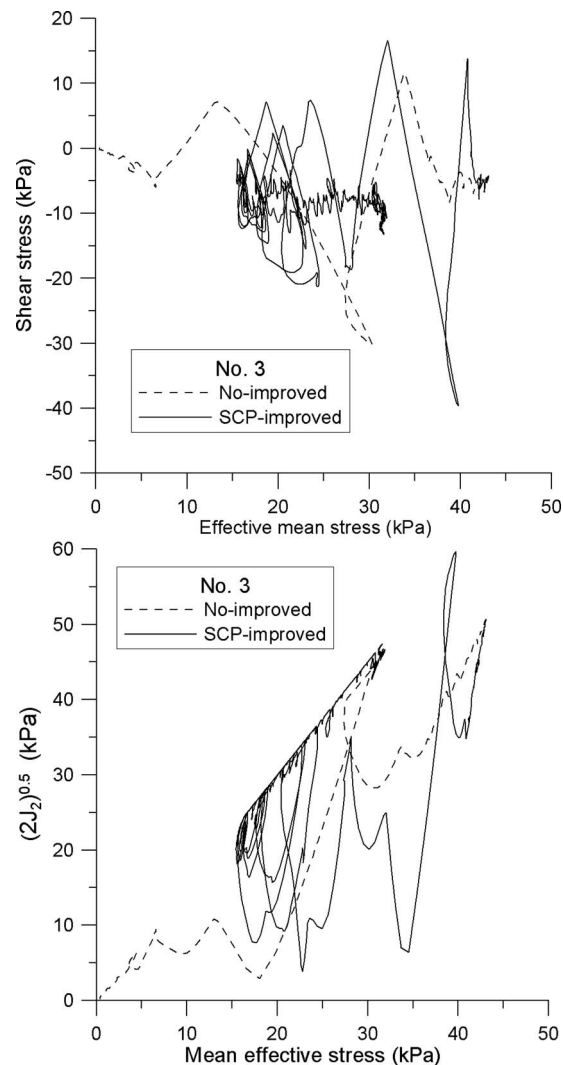 20
10
0
-10
-20
-30
-40
-50
Shear stress (kPa)
No. 3
No-improved
SCP-improved
0 10 20 30 40 50
Effective mean stress (kPa)
60
50
40
30
20
10
0
(2J₂)⁰·⁵ (kPa)
No. 3
No-improved
SCP-improved
0 10 20 30 40 50
Mean effective stress (kPa)